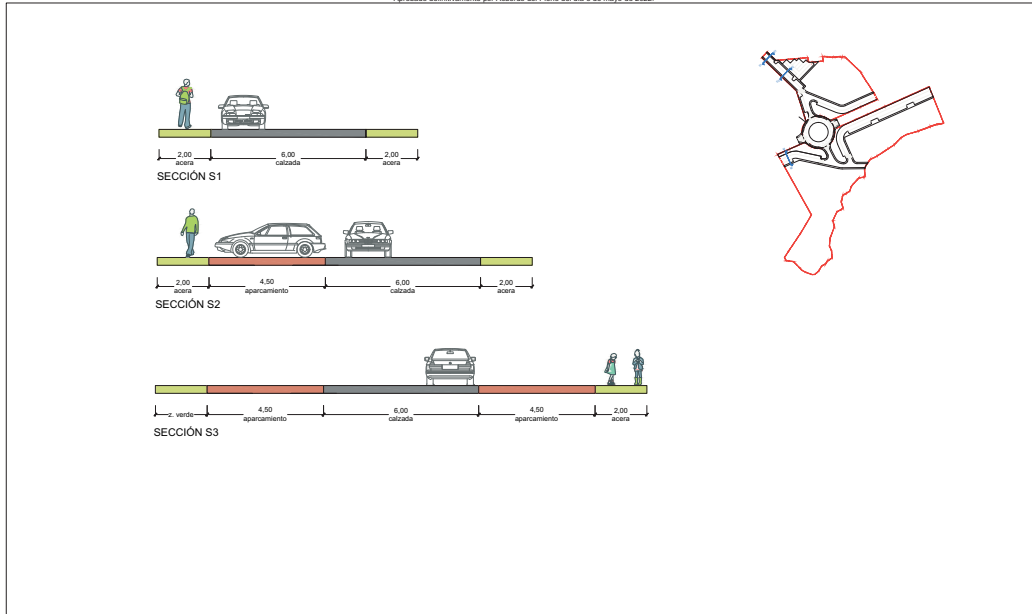 2,00 6,00 2,00
acera calzada acera
SECCIÓN S1
2,00 4,50 6,00 2,00
acera aparcamiento calzada acera
SECCIÓN S2
z. verde 4,50 6,00 4,50 2,00
aparcamiento calzada aparcamiento acera
SECCIÓN S3